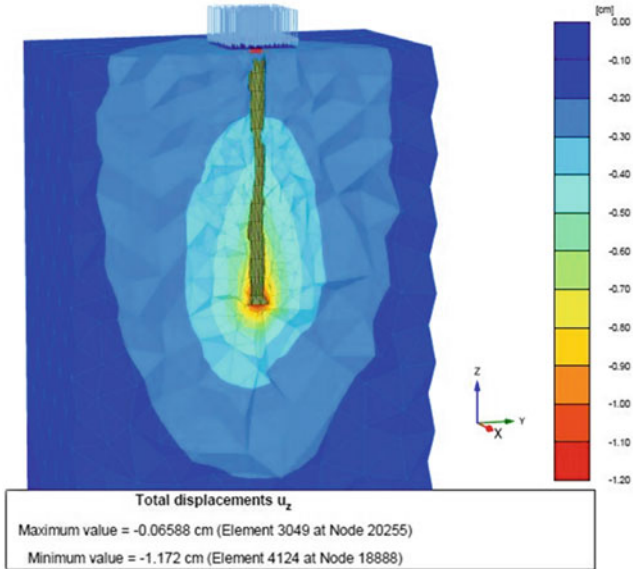 [cm]
0.00
-0.10
-0.20
-0.30
-0.40
-0.50
-0.60
-0.70
-0.80
-0.90
-1.00
-1.10
-1.20
Z
Y
X
Total displacements uz
Maximum value = -0.06588 cm (Element 3049 at Node 20255)
Minimum value = -1.172 cm (Element 4124 at Node 18888)